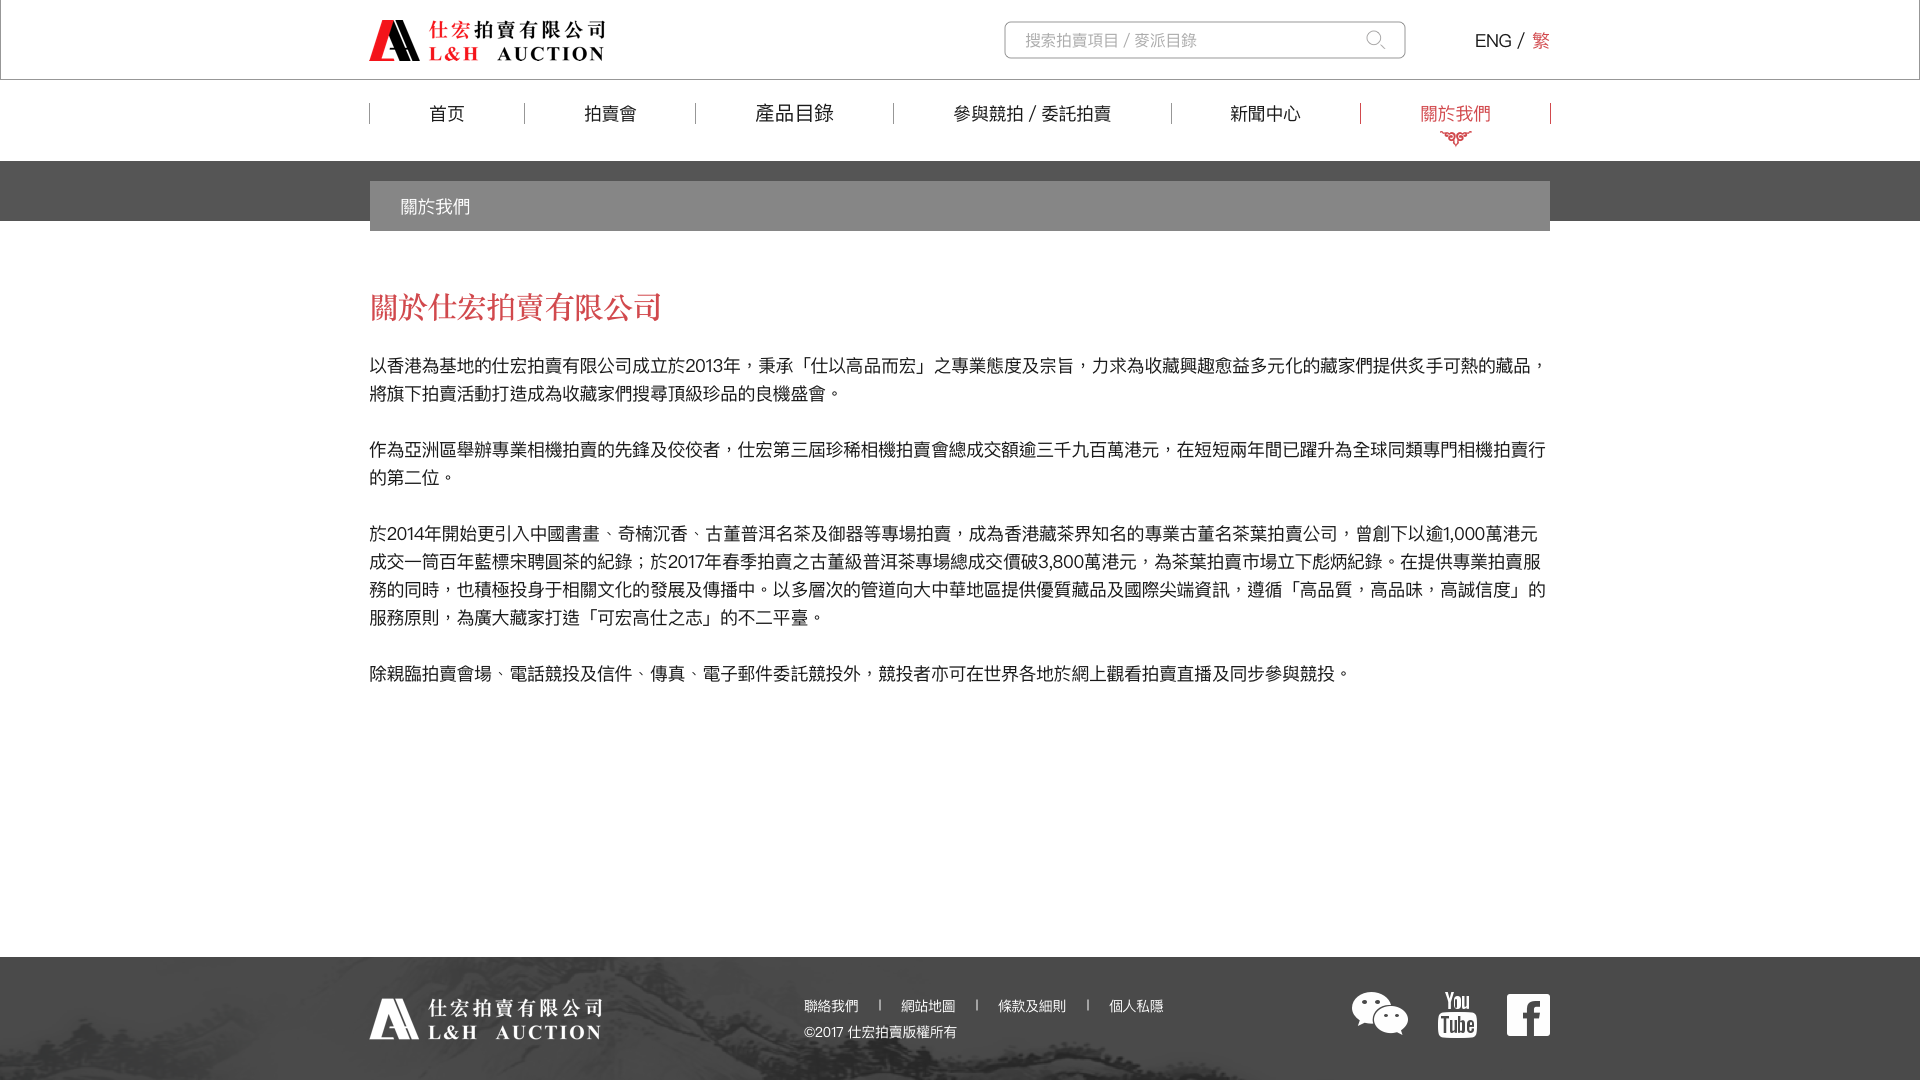 仕宏拍賣有限公司
L&H AUCTION
搜索拍賣項目 / 麥派目錄
ENG / 繁
首页
拍賣會
產品目錄
參與競拍 / 委託拍賣
新聞中心
關於我們
關於我們
關於仕宏拍賣有限公司
以香港為基地的仕宏拍賣有限公司成立於2013年，秉承「仕以高品而宏」之專業態度及宗旨，力求為收藏興趣愈益多元化的藏家們提供炙手可熱的藏品，
將旗下拍賣活動打造成為收藏家們搜尋頂級珍品的良機盛會。
作為亞洲區舉辦專業相機拍賣的先鋒及佼佼者，仕宏第三屆珍稀相機拍賣會總成交額逾三千九百萬港元，在短短兩年間已躍升為全球同類專門相機拍賣行
的第二位。
於2014年開始更引入中國書畫、奇楠沉香、古董普洱名茶及御器等專場拍賣，成為香港藏茶界知名的專業古董名茶葉拍賣公司，曾創下以逾1,000萬港元
成交一筒百年藍標宋聘圓茶的紀錄；於2017年春季拍賣之古董級普洱茶專場總成交價破3,800萬港元，為茶葉拍賣市場立下彪炳紀錄。在提供專業拍賣服
務的同時，也積極投身于相關文化的發展及傳播中。以多層次的管道向大中華地區提供優質藏品及國際尖端資訊，遵循「高品質，高品味，高誠信度」的
服務原則，為廣大藏家打造「可宏高仕之志」的不二平臺。
除親臨拍賣會場、電話競投及信件、傳真、電子郵件委託競投外，競投者亦可在世界各地於網上觀看拍賣直播及同步參與競投。
仕宏拍賣有限公司
L&H AUCTION
聯絡我們 | 網站地圖 | 條款及細則 | 個人私隱
©2017 仕宏拍賣版權所有
You
Tube